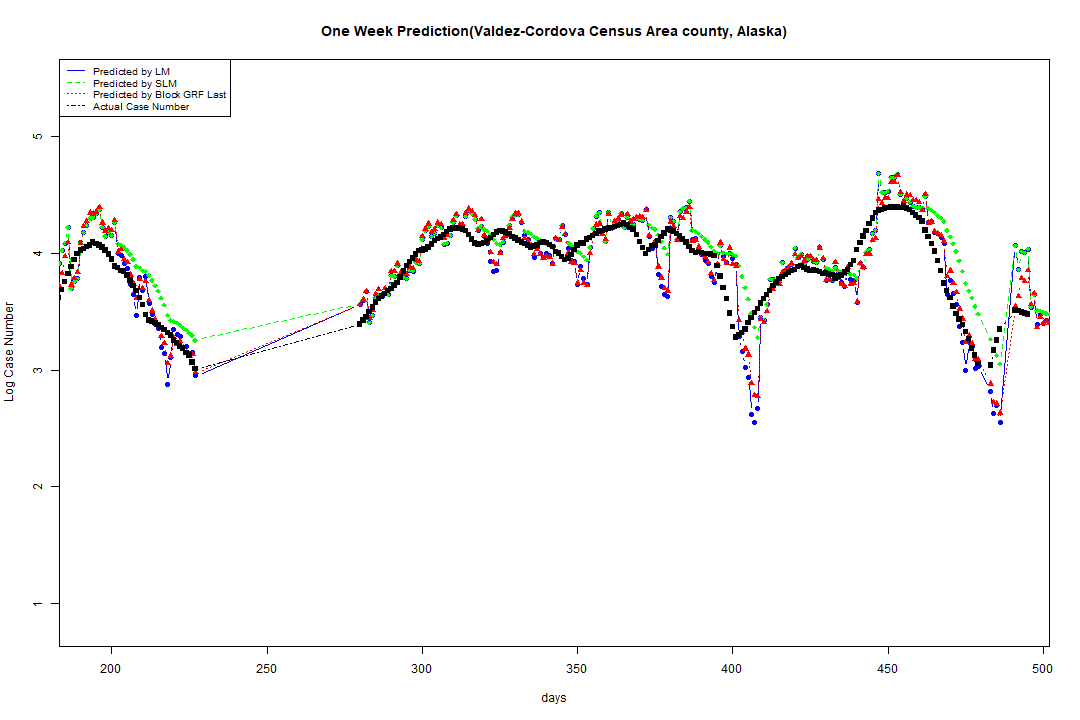 One Week Prediction(Valdez-Cordova Census Area county, Alaska)
Predicted by LM
Predicted by SLM
Predicted by Block GRF Last
Actual Case Number
5
4
3
2
1
Log Case Number
200 250 300 350 400 450 500
days